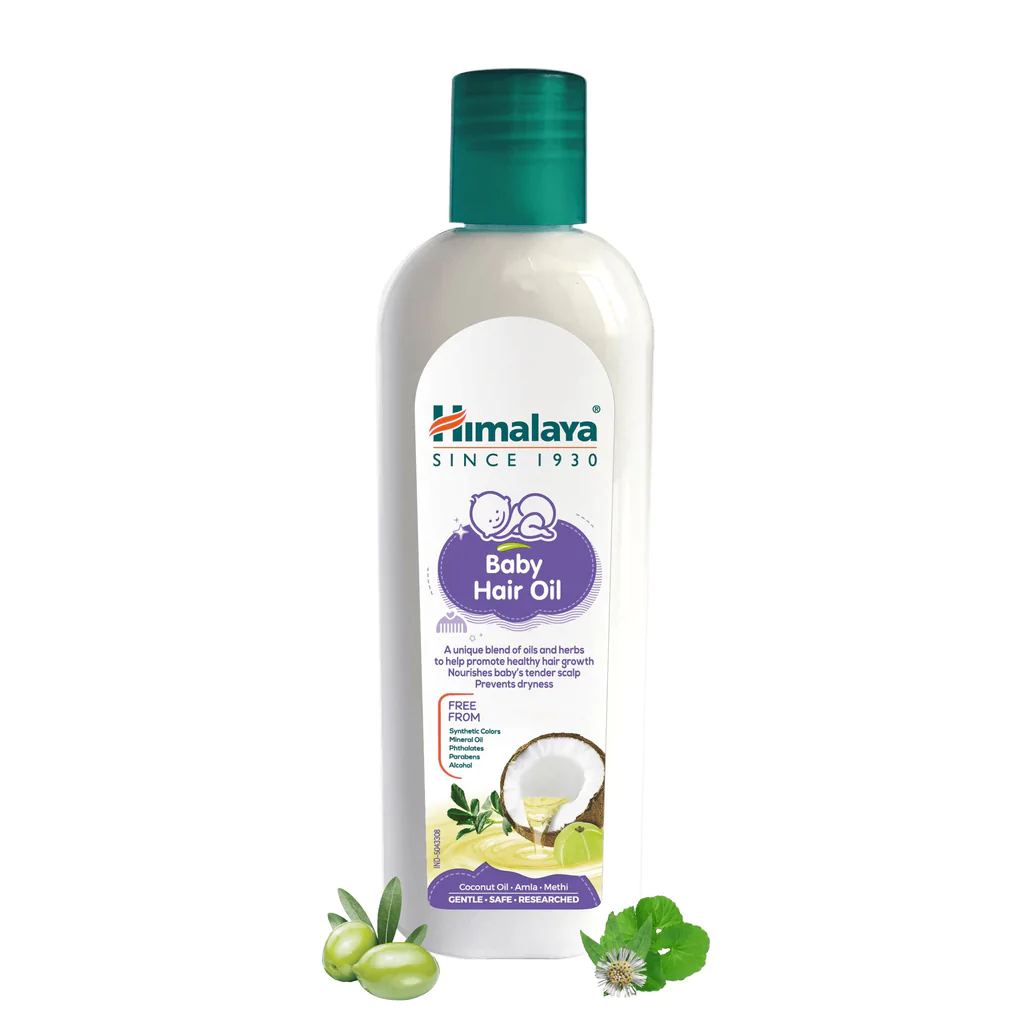 Himalaya®
SINCE 1930
Baby
Hair Oil
A unique blend of oils and herbs
to help promote healthy hair growth
Nourishes baby's tender scalp
Prevents dryness
FREE
FROM
Synthetic Colors
Mineral Oil
Phthalates
Parabens
Alcohol
IND-5043308
Coconut Oil • Amla • Methi
GENTLE • SAFE • RESEARCHED